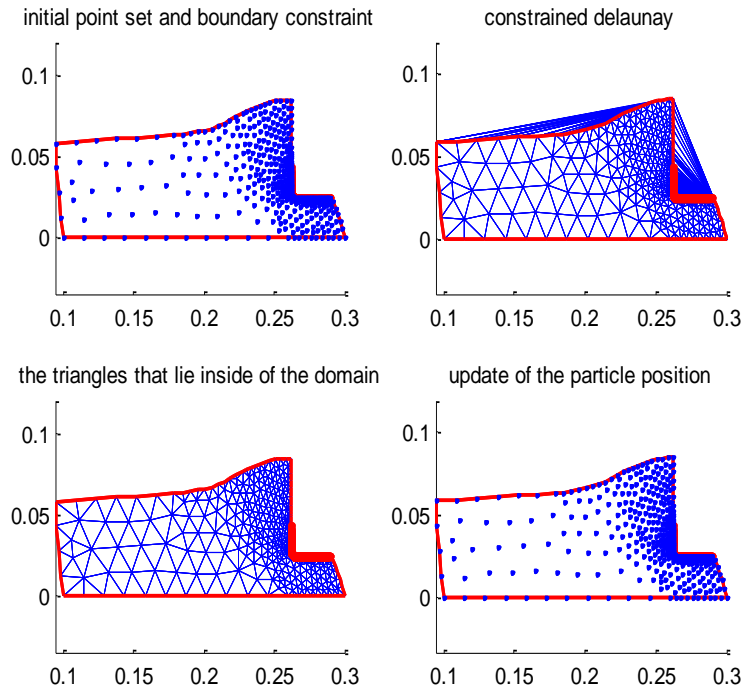 initial point set and boundary constraint
constrained delaunay
0.1
0.05
0
0.1 0.15 0.2 0.25 0.3
0.1
0.05
0
0.1 0.15 0.2 0.25 0.3
the triangles that lie inside of the domain
update of the particle position
0.1
0.05
0
0.1 0.15 0.2 0.25 0.3
0.1
0.05
0
0.1 0.15 0.2 0.25 0.3